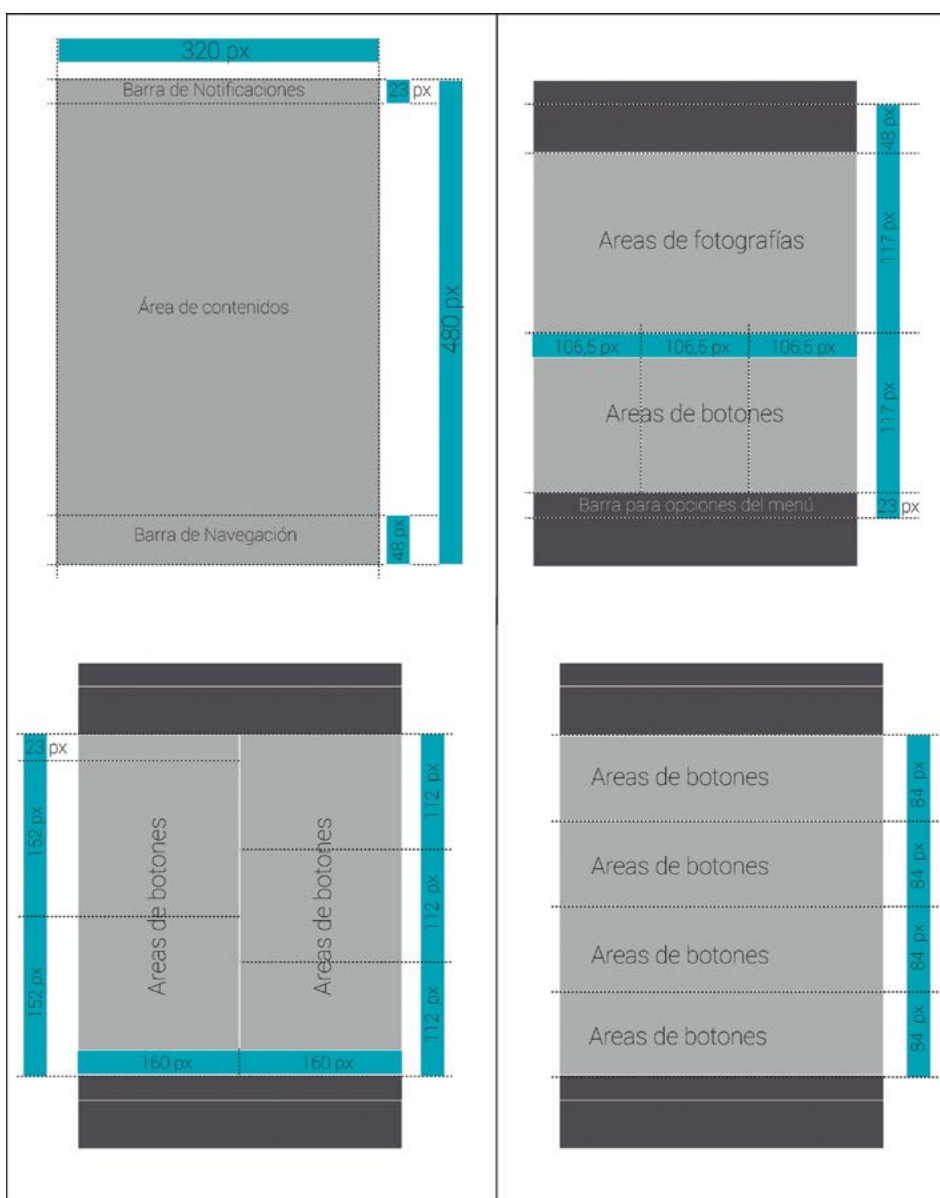 320 px
Barra de Notificaciones
23 px
Área de contenidos
480 px
Barra de Navegación
48 px
48 px
Areas de fotografías
117 px
106,5 px
106,5 px
106,5 px
Areas de botones
117 px
Barra para opciones del menú
23 px
23 px
152 px
152 px
Areas de botones
Areas de botones
112 px
112 px
112 px
160 px
160 px
Areas de botones
84 px
Areas de botones
84 px
Areas de botones
84 px
Areas de botones
84 px